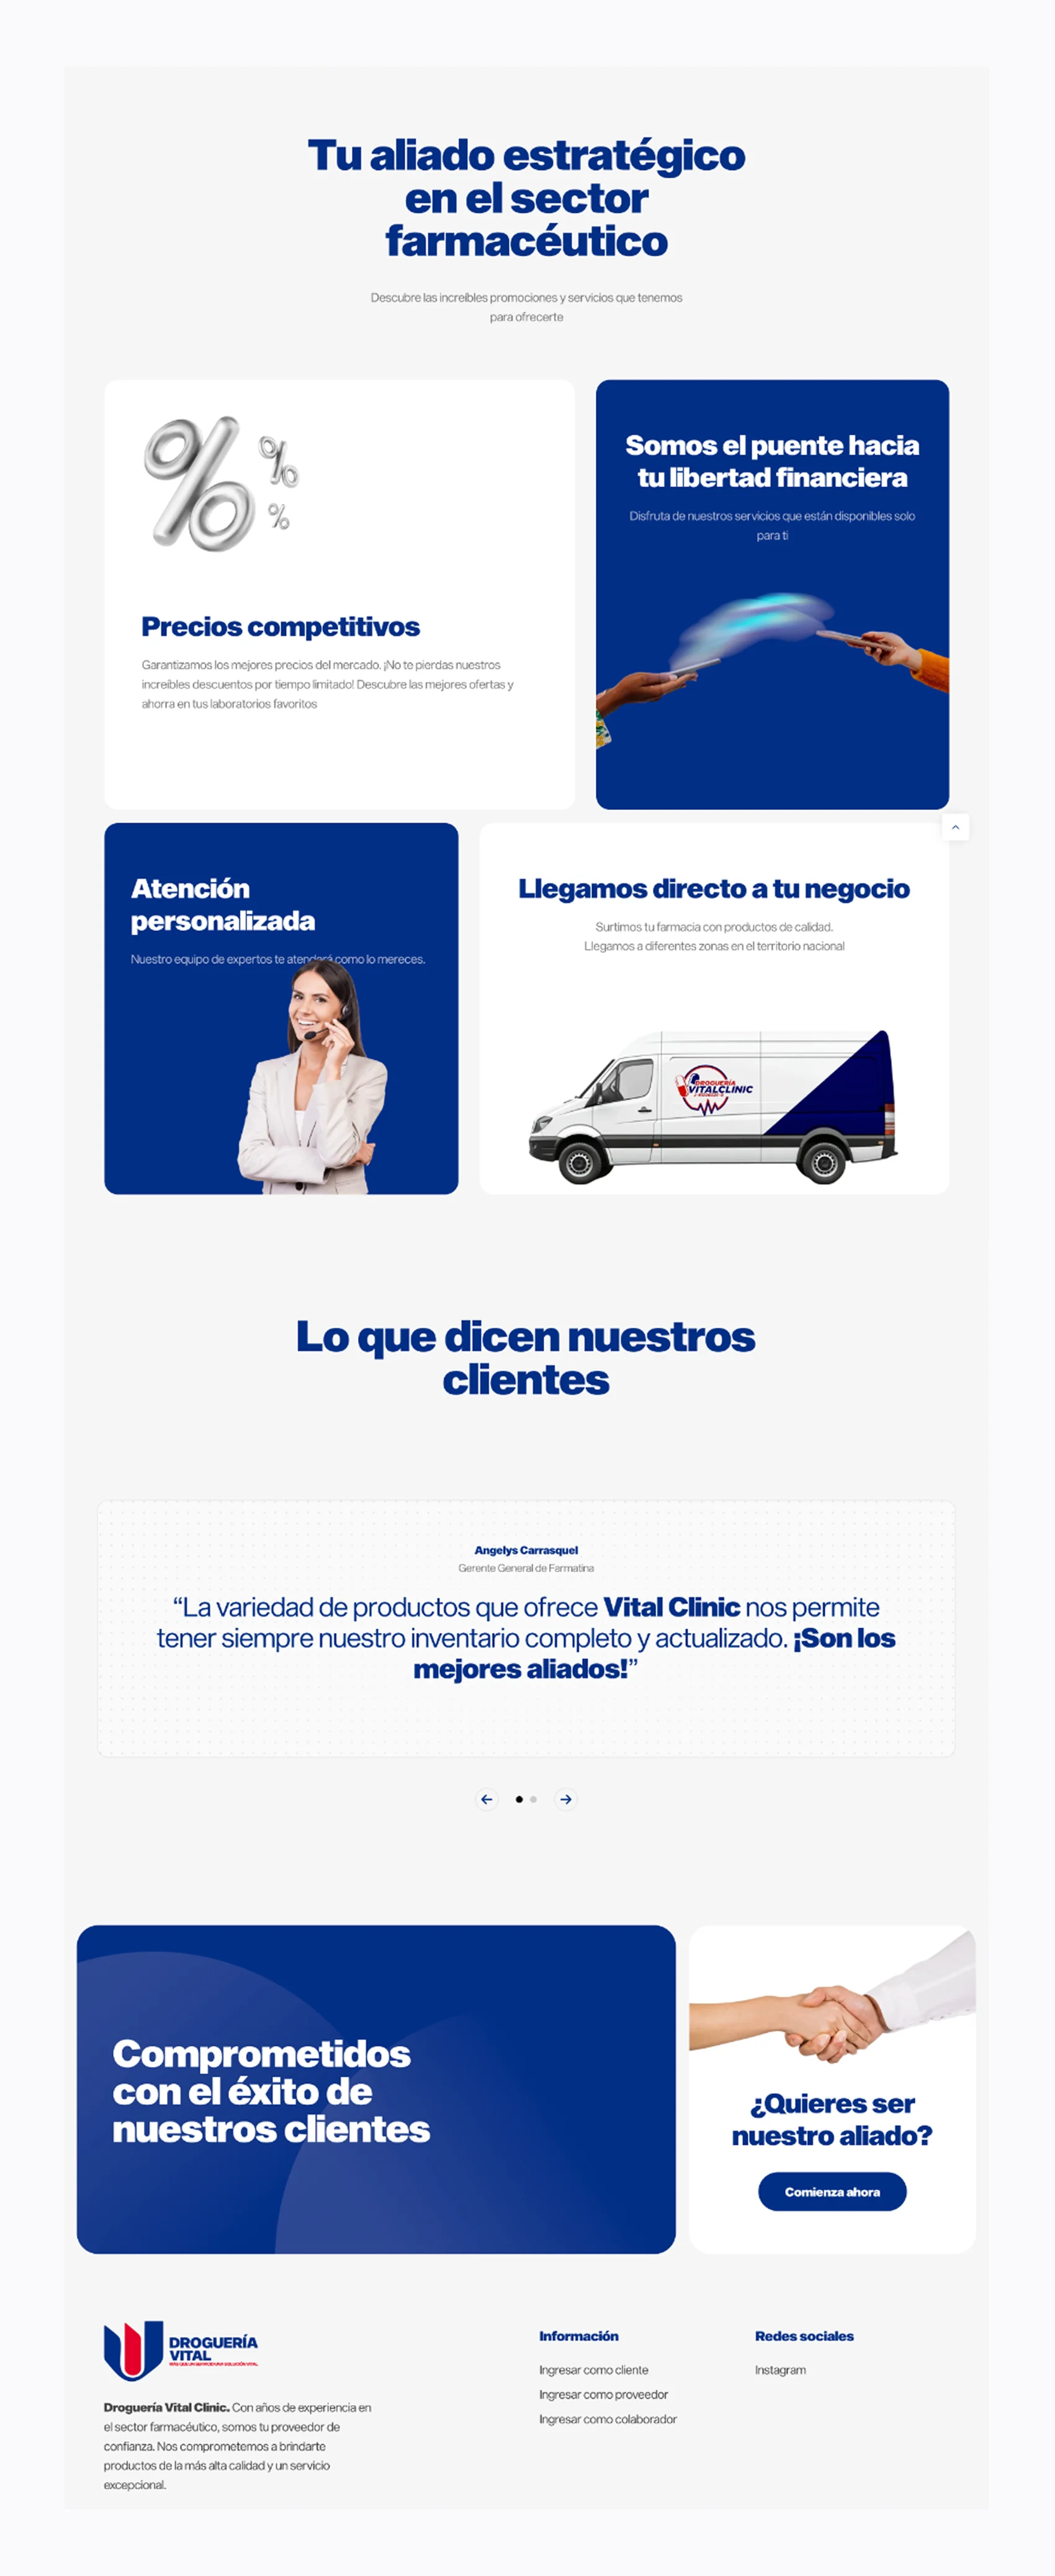 Tu aliado estratégico
en el sector
farmacéutico
Descubre las increíbles promociones y servicios que tenemos
para ofrecerte
%
%
%
Precios competitivos
Garantizamos los mejores precios del mercado. ¡No te pierdas nuestros
increíbles descuentos por tiempo limitado! Descubre las mejores ofertas y
ahorra en tus laboratorios favoritos
Somos el puente hacia
tu libertad financiera
Disfruta de nuestros servicios que están disponibles solo
para ti
Atención
personalizada
Nuestro equipo de expertos te atenderá como lo mereces.
Llegamos directo a tu negocio
Surtimos tu farmacia con productos de calidad.
Llegamos a diferentes zonas en el territorio nacional
DROGUERÍA
VITALCLINIC
Lo que dicen nuestros
clientes
Angelys Carrasquel
Gerente General de Farmatina
“La variedad de productos que ofrece Vital Clinic nos permite
tener siempre nuestro inventario completo y actualizado. ¡Son los
mejores aliados!”
Comprometidos
con el éxito de
nuestros clientes
¿Quieres ser
nuestro aliado?
Comienza ahora
DROGUERÍA
VITAL
MÁS QUE UN SERVICIO UNA SOLUCIÓN VITAL
Droguería Vital Clinic. Con años de experiencia en
el sector farmacéutico, somos tu proveedor de
confianza. Nos comprometemos a brindarte
productos de la más alta calidad y un servicio
excepcional.
Información
Ingresar como cliente
Ingresar como proveedor
Ingresar como colaborador
Redes sociales
Instagram